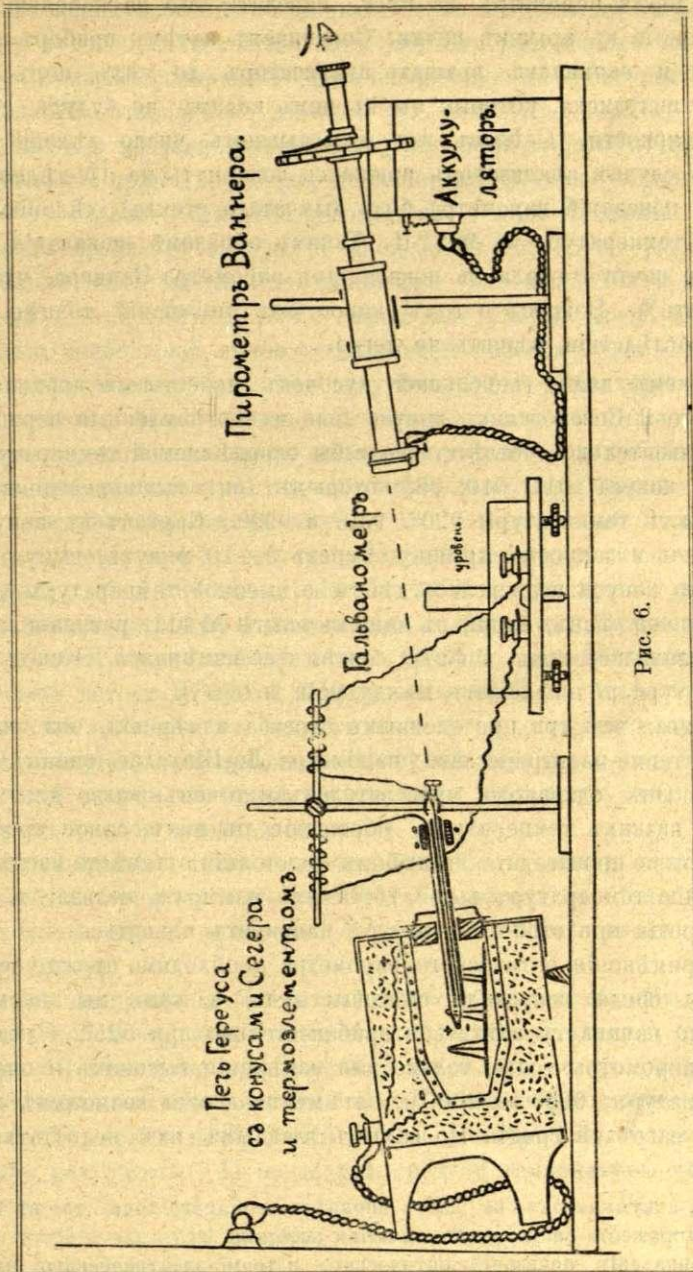 Печь Гереуса
съ конусами Сегера
и термоэлементомъ.
Гальванометръ
уровень
Пирометръ Ваннера
Аккуму-
ляторъ.
Рис. 6.